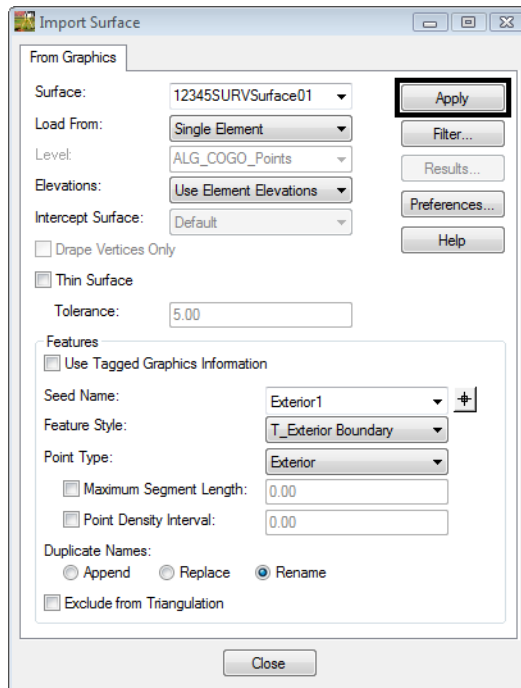 Import Surface
From Graphics
Surface: 12345SURVSurface01 Apply
Load From: Single Element Filter...
Level: ALG_COGO_Points Results...
Elevations: Use Element Elevations Preferences...
Intercept Surface: Default Help
Drape Vertices Only
Thin Surface
Tolerance: 5.00
Features
Use Tagged Graphics Information
Seed Name: Exterior1
Feature Style: T_Exterior Boundary
Point Type: Exterior
Maximum Segment Length: 0.00
Point Density Interval: 0.00
Duplicate Names:
Append Replace Rename
Exclude from Triangulation
Close